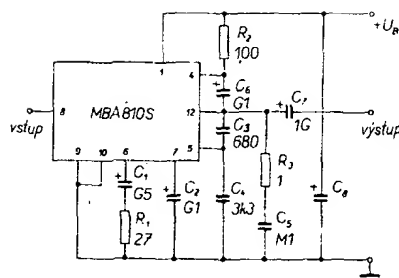 R₂
100
+U_B
1
4
+
C₆
G1
C₇
+
1G
8
MBA810S
12
vstup
výstup
C₃
680
5
9
10
6
7
+
C₁
G5
+
C₂
G1
C₄
3k3
R₃
1
+
C₈
R₁
27
C₅
M1